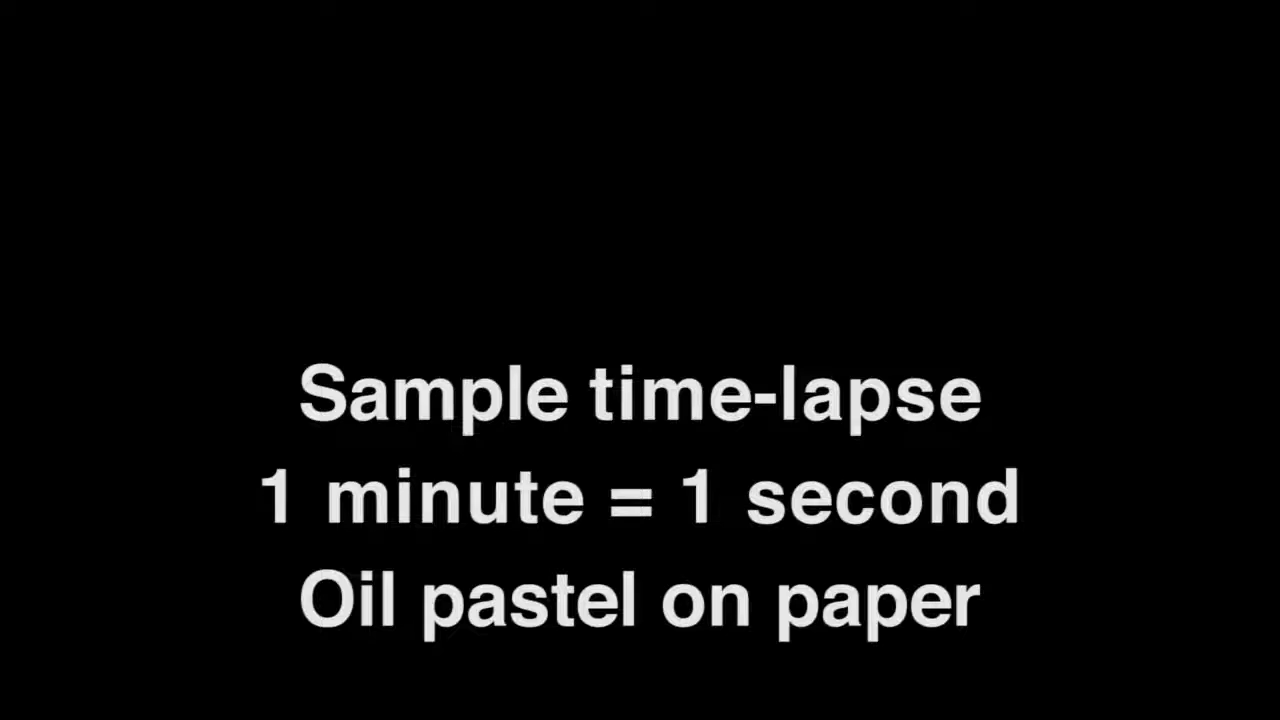 Sample time-lapse
1 minute = 1 second
Oil pastel on paper